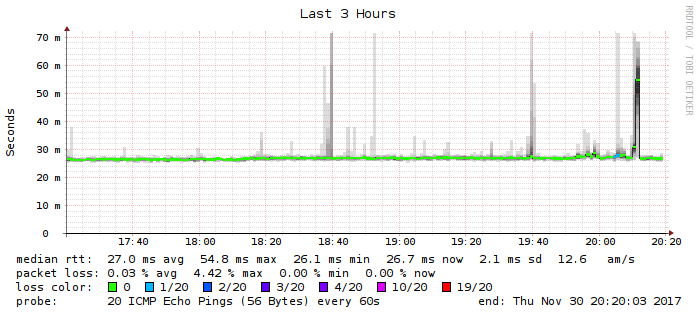 Last 3 Hours
RRDTOOL / TOBI OETIKER
Seconds
70 m
60 m
50 m
40 m
30 m
20 m
10 m
0
17:40 18:00 18:20 18:40 19:00 19:20 19:40 20:00 20:20
median rtt: 27.0 ms avg 54.8 ms max 26.1 ms min 26.7 ms now 2.1 ms sd 12.6 am/s
packet loss: 0.03 % avg 4.42 % max 0.00 % min 0.00 % now
loss color: 0 1/20 2/20 3/20 4/20 10/20 19/20
probe: 20 ICMP Echo Pings (56 Bytes) every 60s end: Thu Nov 30 20:20:03 2017